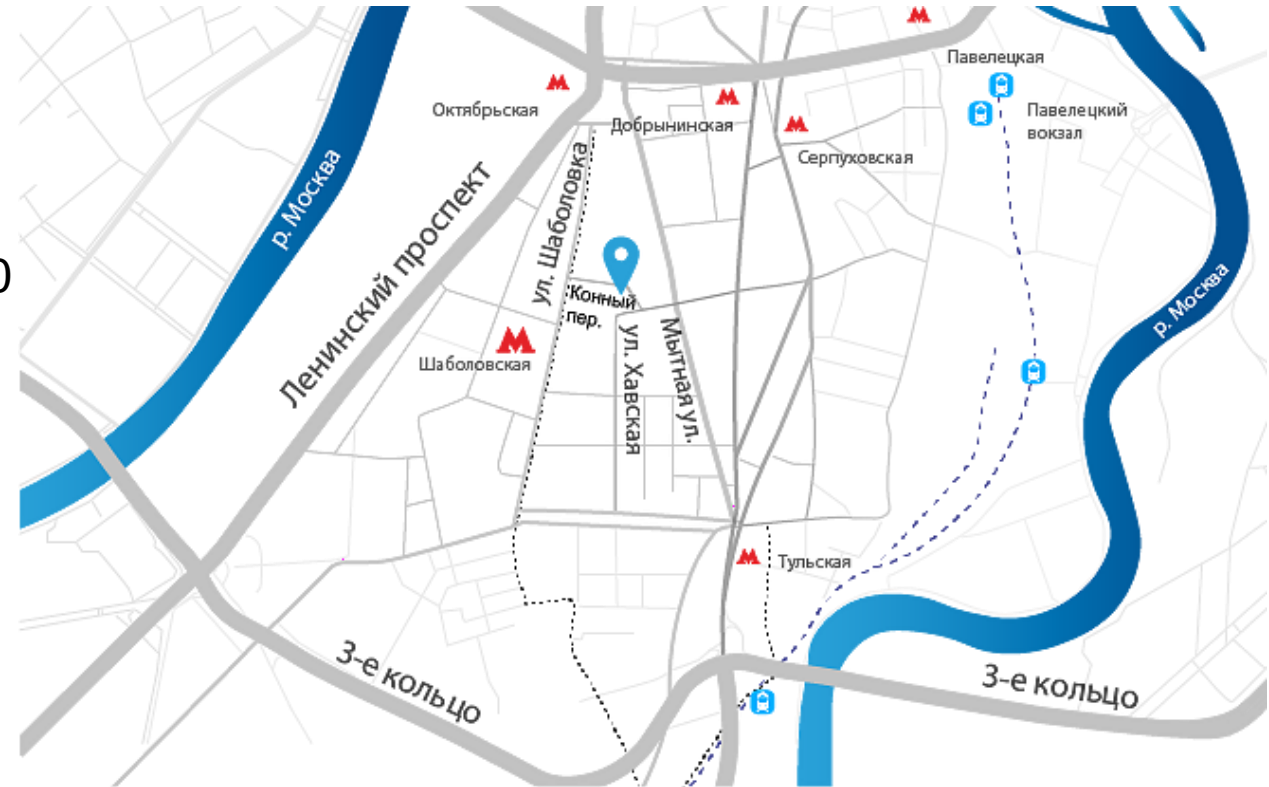 Павелецкая
Октябрьская
Добрынинская
Павелецкий
вокзал
Серпуховская
р. Москва
Ленинский проспект
ул. Шаболовка
0
Конный
пер.
р. Москва
Шаболовская
ул. Хавская
Мытная ул.
Тульская
3-е кольцо
3-е кольцо